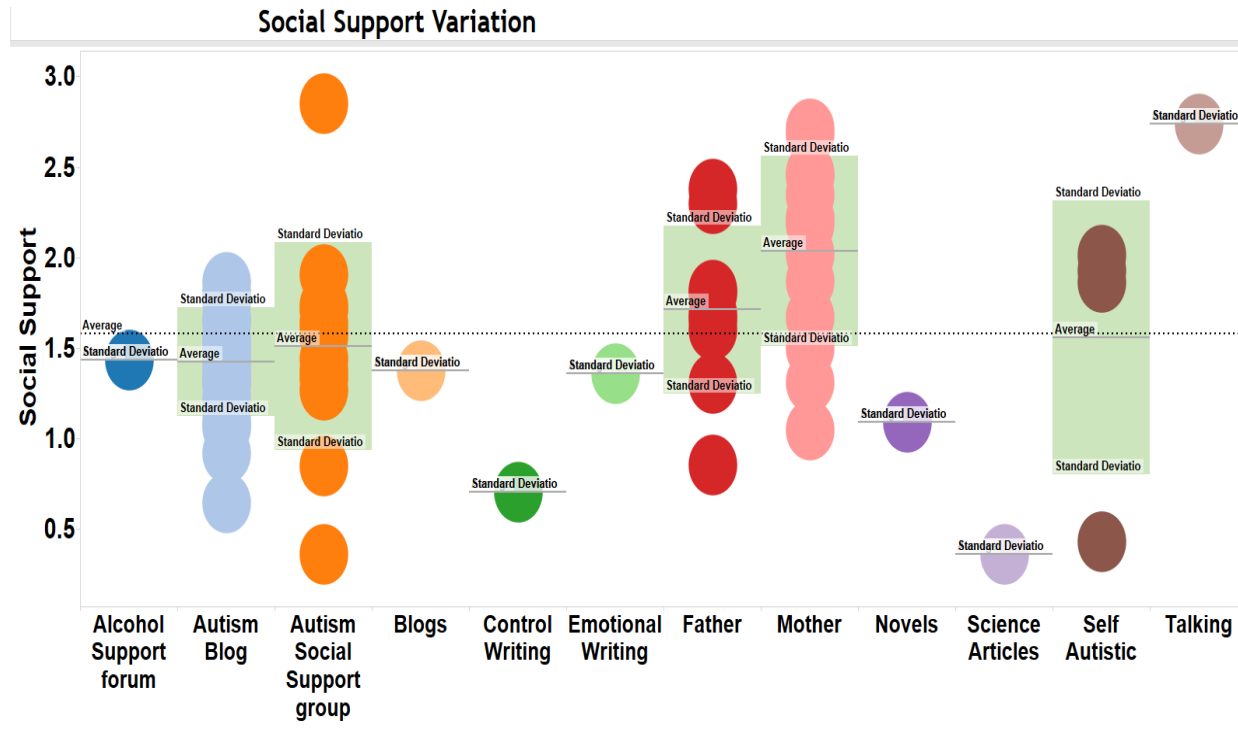 Social Support Variation
Social Support
3.0
2.5
2.0
1.5
1.0
0.5
Average
Standard Deviatio
Standard Deviatio
Average
Standard Deviatio
Standard Deviatio
Average
Standard Deviatio
Standard Deviatio
Standard Deviatio
Standard Deviatio
Standard Deviatio
Average
Standard Deviatio
Standard Deviatio
Average
Standard Deviatio
Standard Deviatio
Standard Deviatio
Standard Deviatio
Average
Standard Deviatio
Standard Deviatio
Alcohol
Support
forum
Autism
Blog
Autism
Social
Support
group
Blogs
Control
Writing
Emotional
Writing
Father
Mother
Novels
Science
Articles
Self
Autistic
Talking